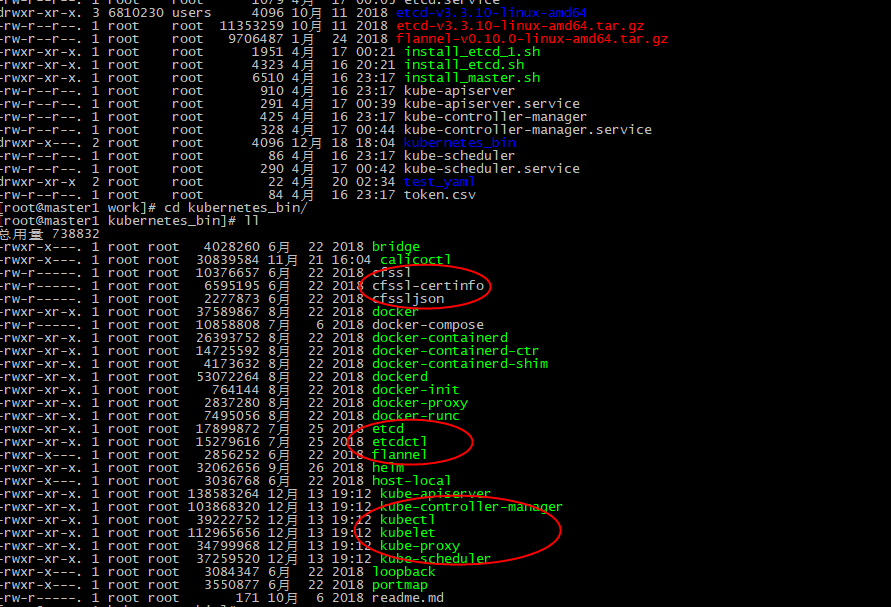 -rw-r--r--. 1 root    root        1079 4月   17 00:05 etcd.service
drwxr-xr-x. 3 6810230 users       4096 10月 11  2018 etcd-v3.3.10-linux-amd64
-rw-r--r--. 1 root    root    11353259 10月 11  2018 etcd-v3.3.10-linux-amd64.tar.gz
-rw-r--r--. 1 root    root     9706487 1月   24  2018 flannel-v0.10.0-linux-amd64.tar.gz
-rwxr-xr-x. 1 root    root        1951 4月   17 00:21 install_etcd_1.sh
-rwxr-xr-x. 1 root    root        4323 4月   16 20:21 install_etcd.sh
-rwxr-xr-x. 1 root    root        6510 4月   16 23:17 install_master.sh
-rw-r--r--. 1 root    root         910 4月   16 23:17 kube-apiserver
-rw-r--r--. 1 root    root         291 4月   17 00:39 kube-apiserver.service
-rw-r--r--. 1 root    root         425 4月   16 23:17 kube-controller-manager
-rw-r--r--. 1 root    root         328 4月   17 00:44 kube-controller-manager.service
drwxr-x---. 2 root    root        4096 12月 18 18:04 kubernetes_bin
-rw-r--r--. 1 root    root          86 4月   16 23:17 kube-scheduler
-rw-r--r--. 1 root    root         290 4月   17 00:42 kube-scheduler.service
drwxrwxr-x  2 root    root          22 4月   20 02:34 test_yaml
-rw-r--r--. 1 root    root          84 4月   16 23:17 token.csv
[root@master1 work]# cd kubernetes_bin/
[root@master1 kubernetes_bin]# ll
总用量 738832
-rwxr-x---. 1 root root   4028260 6月   22 2018 bridge
-rwxr-x---. 1 root root  30839584 11月 21 16:04 calicoctl
-rw-r-----. 1 root root  10376657 6月   22 2018 cfssl
-rw-r-----. 1 root root   6595195 6月   22 2018 cfssl-certinfo
-rw-r-----. 1 root root   2277873 6月   22 2018 cfssljson
-rwxr-xr-x. 1 root root  37589867 8月   22 2018 docker
-rw-r-----. 1 root root  10858808 7月    6 2018 docker-compose
-rwxr-xr-x. 1 root root  26393752 8月   22 2018 docker-containerd
-rwxr-xr-x. 1 root root  14725592 8月   22 2018 docker-containerd-ctr
-rwxr-xr-x. 1 root root   4173632 8月   22 2018 docker-containerd-shim
-rwxr-xr-x. 1 root root  53072264 8月   22 2018 dockerd
-rwxr-xr-x. 1 root root    764144 8月   22 2018 docker-init
-rwxr-xr-x. 1 root root   2837280 8月   22 2018 docker-proxy
-rwxr-xr-x. 1 root root   7495056 8月   22 2018 docker-runc
-rwxr-xr-x. 1 root root  17899872 7月   25 2018 etcd
-rwxr-xr-x. 1 root root  15279616 7月   25 2018 etcdctl
-rwxr-x---. 1 root root   2856252 6月   22 2018 flannel
-rwxr-xr-x. 1 root root  32062656 9月   26 2018 helm
-rwxr-x---. 1 root root   3036768 6月   22 2018 host-local
-rwxr-xr-x. 1 root root 138583264 12月 13 19:12 kube-apiserver
-rwxr-xr-x. 1 root root 103868320 12月 13 19:12 kube-controller-manager
-rwxr-xr-x. 1 root root  39222752 12月 13 19:12 kubectl
-rwxr-xr-x. 1 root root 112965656 12月 13 19:12 kubelet
-rwxr-xr-x. 1 root root  34799968 12月 13 19:12 kube-proxy
-rwxr-xr-x. 1 root root  37259520 12月 13 19:12 kube-scheduler
-rwxr-x---. 1 root root   3084347 6月   22 2018 loopback
-rwxr-x---. 1 root root   3550877 6月   22 2018 portmap
-rw-r-----. 1 root root       171 10月  6 2018 readme.md